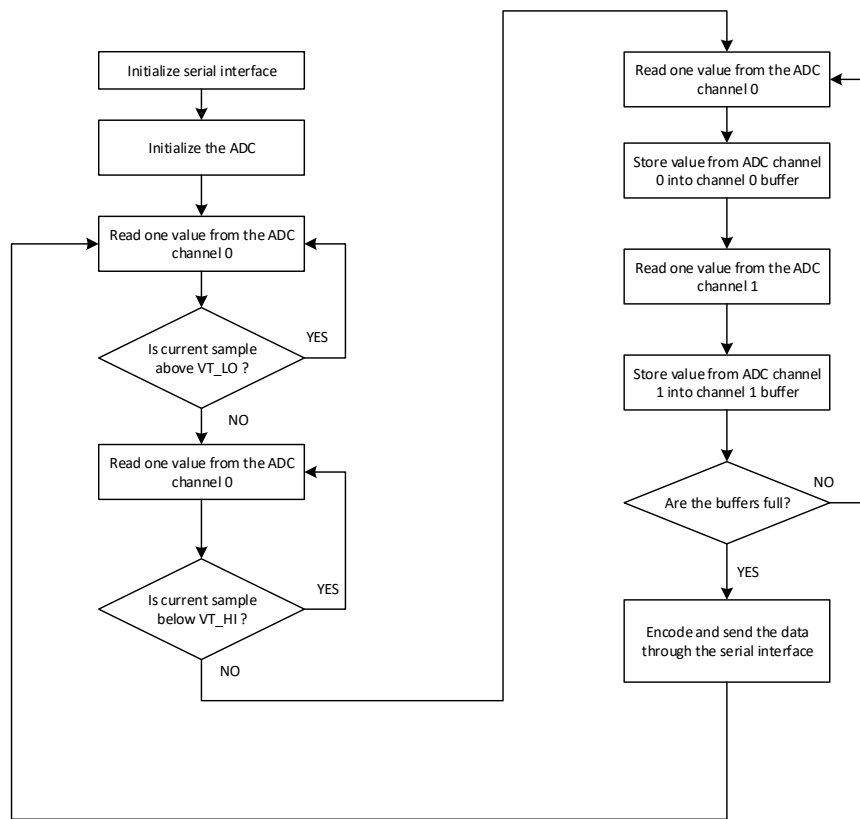 Initialize serial interface
Initialize the ADC
Read one value from the ADC
channel 0
Is current sample
above VT_LO ?
YES
NO
Read one value from the ADC
channel 0
Is current sample
below VT_HI ?
YES
NO
Read one value from the ADC
channel 0
Store value from ADC channel
0 into channel 0 buffer
Read one value from the ADC
channel 1
Store value from ADC channel
1 into channel 1 buffer
Are the buffers full?
NO
YES
Encode and send the data
through the serial interface